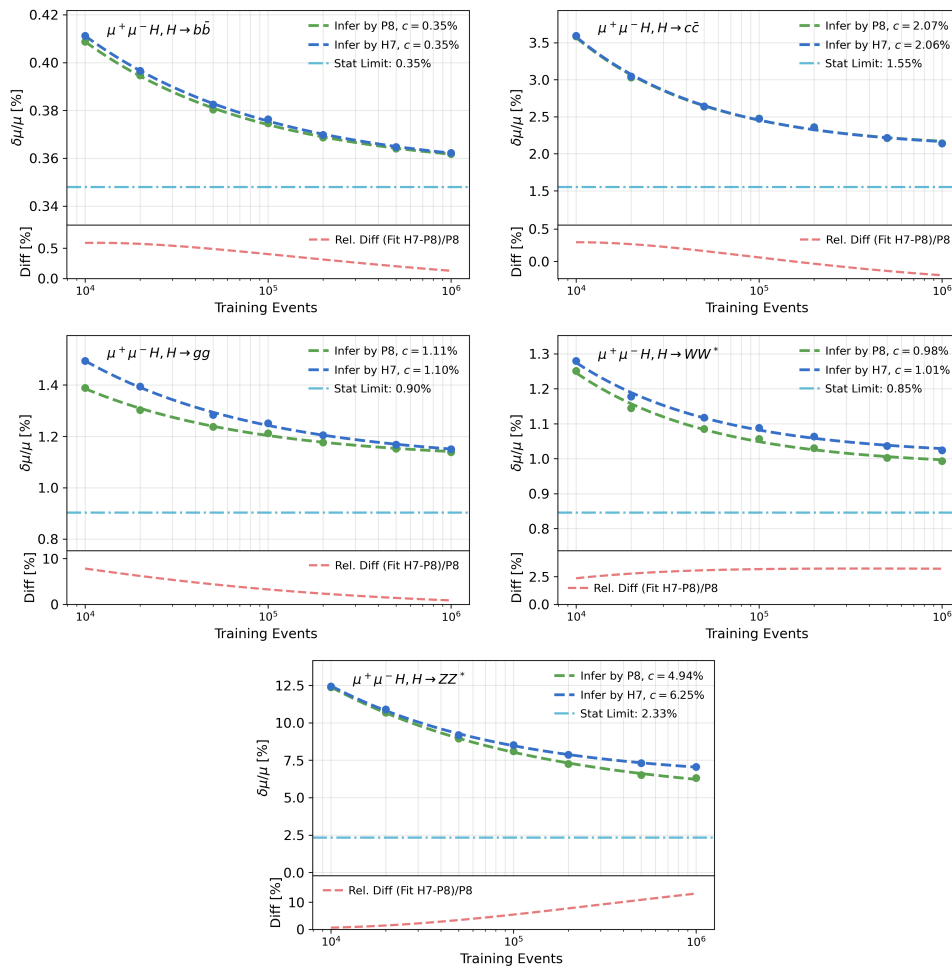 μ⁺μ⁻H, H→bb̄
Infer by P8, c = 0.35%
Infer by H7, c = 0.35%
Stat Limit: 0.35%
δμ/μ [%]
0.42
0.40
0.38
0.36
0.34
Rel. Diff (Fit H7-P8)/P8
Diff [%]
0.5
0.0
10⁴ 10⁵ 10⁶
Training Events
μ⁺μ⁻H, H→cc̄
Infer by P8, c = 2.07%
Infer by H7, c = 2.06%
Stat Limit: 1.55%
δμ/μ [%]
3.5
3.0
2.5
2.0
1.5
Rel. Diff (Fit H7-P8)/P8
Diff [%]
0.5
0.0
10⁴ 10⁵ 10⁶
Training Events
μ⁺μ⁻H, H→gg
Infer by P8, c = 1.11%
Infer by H7, c = 1.10%
Stat Limit: 0.90%
δμ/μ [%]
1.4
1.2
1.0
0.8
Rel. Diff (Fit H7-P8)/P8
Diff [%]
10
0
10⁴ 10⁵ 10⁶
Training Events
μ⁺μ⁻H, H→WW*
Infer by P8, c = 0.98%
Infer by H7, c = 1.01%
Stat Limit: 0.85%
δμ/μ [%]
1.3
1.2
1.1
1.0
0.9
0.8
Rel. Diff (Fit H7-P8)/P8
Diff [%]
2.5
0.0
10⁴ 10⁵ 10⁶
Training Events
μ⁺μ⁻H, H→ZZ*
Infer by P8, c = 4.94%
Infer by H7, c = 6.25%
Stat Limit: 2.33%
δμ/μ [%]
12.5
10.0
7.5
5.0
2.5
0.0
Rel. Diff (Fit H7-P8)/P8
Diff [%]
10
0
10⁴ 10⁵ 10⁶
Training Events